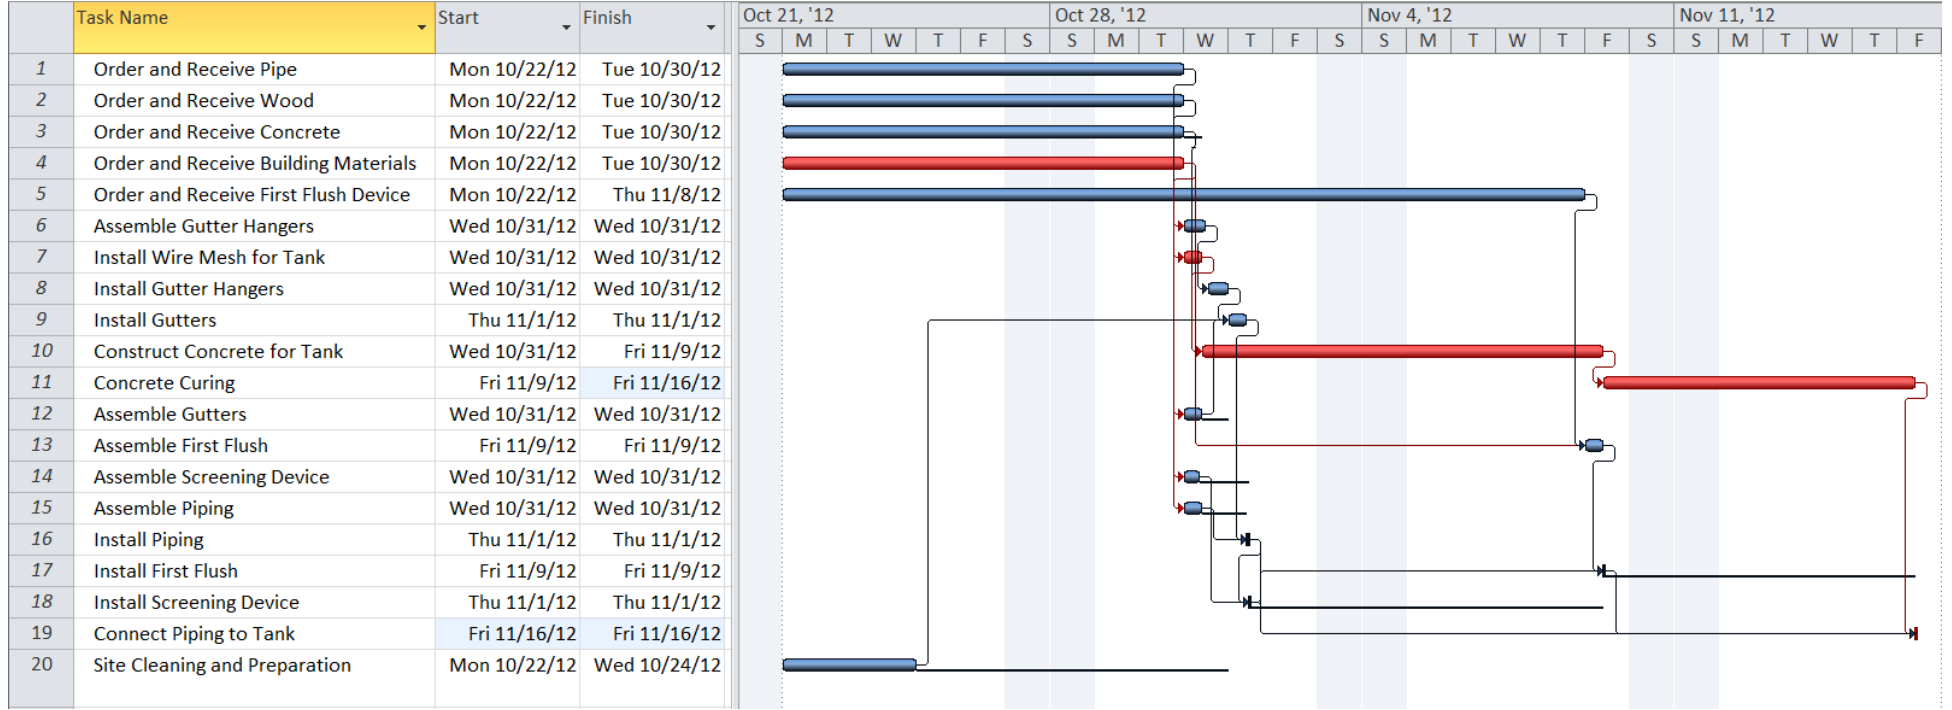 Task Name Start Finish Oct 21, '12 Oct 28, '12 Nov 4, '12 Nov 11, '12
S M T W T F S S M T W T F S S M T W T F S S M T W T F
1 Order and Receive Pipe Mon 10/22/12 Tue 10/30/12
2 Order and Receive Wood Mon 10/22/12 Tue 10/30/12
3 Order and Receive Concrete Mon 10/22/12 Tue 10/30/12
4 Order and Receive Building Materials Mon 10/22/12 Tue 10/30/12
5 Order and Receive First Flush Device Mon 10/22/12 Thu 11/8/12
6 Assemble Gutter Hangers Wed 10/31/12 Wed 10/31/12
7 Install Wire Mesh for Tank Wed 10/31/12 Wed 10/31/12
8 Install Gutter Hangers Wed 10/31/12 Wed 10/31/12
9 Install Gutters Thu 11/1/12 Thu 11/1/12
10 Construct Concrete for Tank Wed 10/31/12 Fri 11/9/12
11 Concrete Curing Fri 11/9/12 Fri 11/16/12
12 Assemble Gutters Wed 10/31/12 Wed 10/31/12
13 Assemble First Flush Fri 11/9/12 Fri 11/9/12
14 Assemble Screening Device Wed 10/31/12 Wed 10/31/12
15 Assemble Piping Wed 10/31/12 Wed 10/31/12
16 Install Piping Thu 11/1/12 Thu 11/1/12
17 Install First Flush Fri 11/9/12 Fri 11/9/12
18 Install Screening Device Thu 11/1/12 Thu 11/1/12
19 Connect Piping to Tank Fri 11/16/12 Fri 11/16/12
20 Site Cleaning and Preparation Mon 10/22/12 Wed 10/24/12